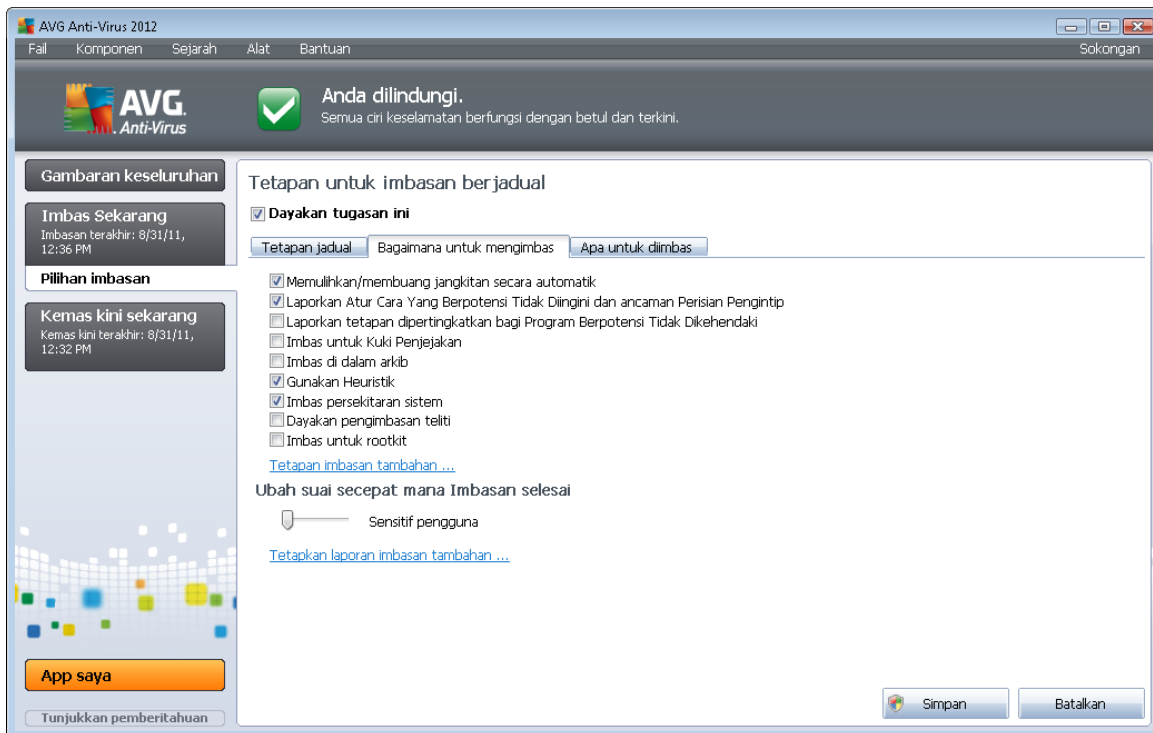 AVG Anti-Virus 2012
Fail Komponen Sejarah Alat Bantuan Sokongan
AVG.
Anti-Virus
Anda dilindungi.
Semua ciri keselamatan berfungsi dengan betul dan terkini.
Gambaran keseluruhan
Imbas Sekarang
Imbasan terakhir: 8/31/11,
12:36 PM
Pilihan imbasan
Kemas kini sekarang
Kemas kini terakhir: 8/31/11,
12:32 PM
Tetapan untuk imbasan berjadual
Dayakan tugasan ini
Tetapan jadual Bagaimana untuk mengimbas Apa untuk diimbas
Memulihkan/membuang jangkitan secara automatik
Laporkan Atur Cara Yang Berpotensi Tidak Diingini dan ancaman Perisian Pengintip
Laporkan tetapan dipertingkatkan bagi Program Berpotensi Tidak Dikehendaki
Imbas untuk Kuki Penjejakan
Imbas di dalam arkib
Gunakan Heuristik
Imbas persekitaran sistem
Dayakan pengimbasan teliti
Imbas untuk rootkit
Tetapan imbasan tambahan ...
Ubah suai secepat mana Imbasan selesai
Sensitif pengguna
Tetapkan laporan imbasan tambahan ...
App saya
Tunjukkan pemberitahuan
Simpan Batalkan